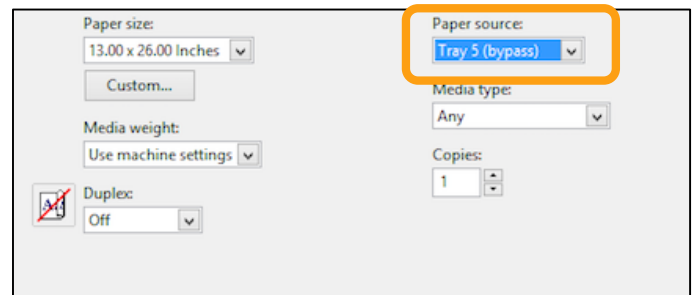 Paper size:
13.00 x 26.00 Inches
Custom...
Media weight:
Use machine settings
Duplex:
Off
Paper source:
Tray 5 (bypass)
Media type:
Any
Copies:
1